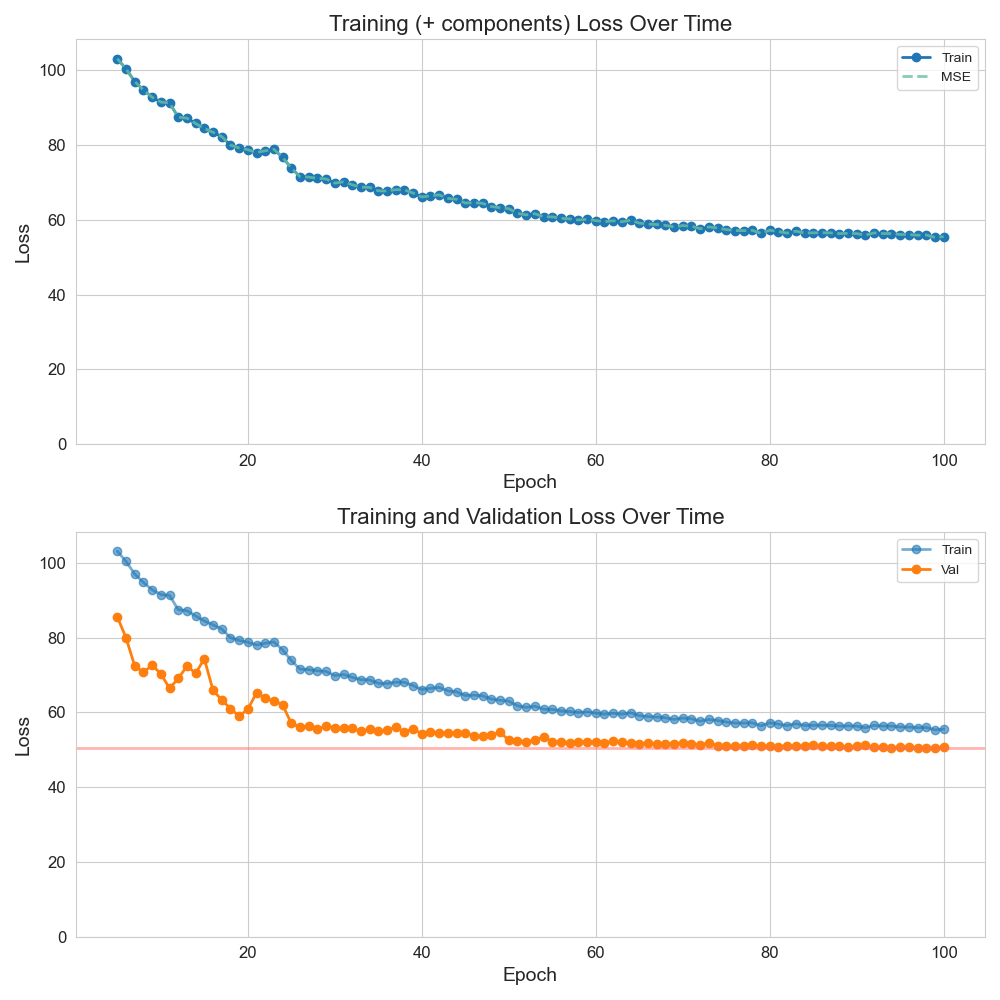 Training (+ components) Loss Over Time
Train
MSE
100
80
60
40
20
0
Loss
20 40 60 80 100
Epoch
Training and Validation Loss Over Time
Train
Val
100
80
60
40
20
0
Loss
20 40 60 80 100
Epoch